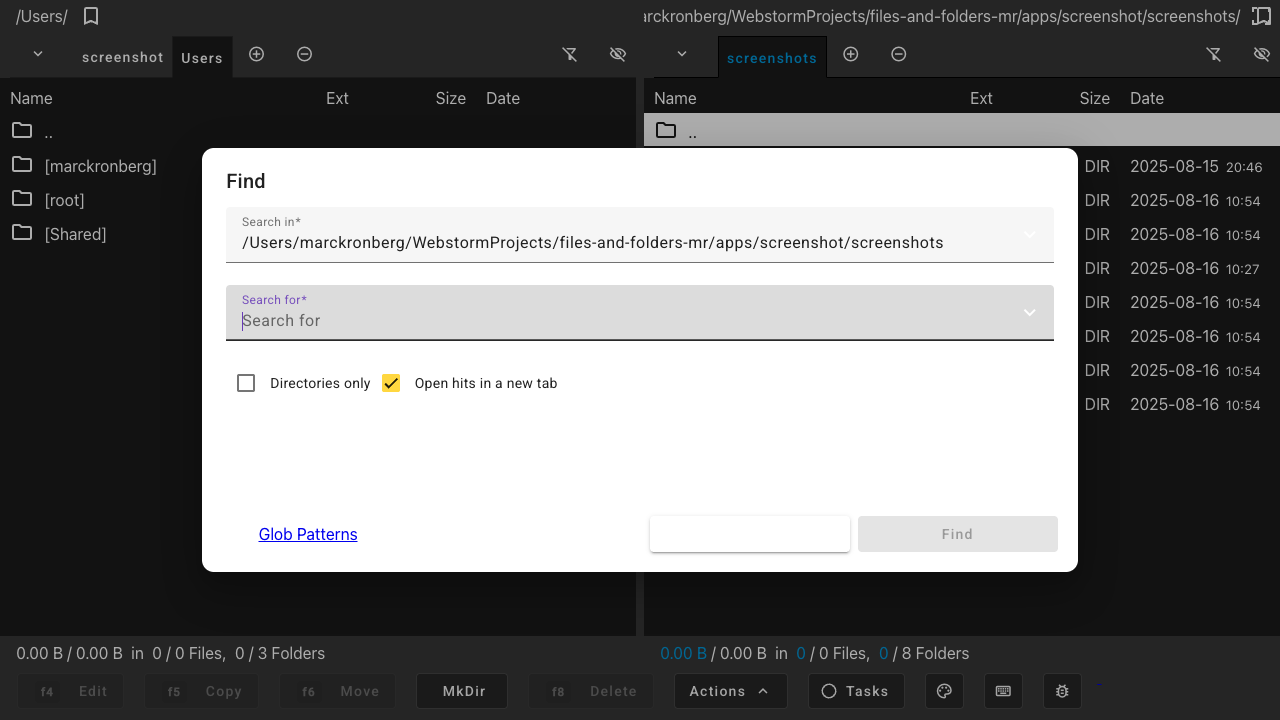 /Users/
arckronberg/WebstormProjects/files-and-folders-mr/apps/screenshot/screenshots/
screenshot Users
screenshots
Name Ext Size Date
Name Ext Size Date
..
[marckronberg]
[root]
[Shared]
..
DIR 2025-08-15 20:46
DIR 2025-08-16 10:54
DIR 2025-08-16 10:54
DIR 2025-08-16 10:27
DIR 2025-08-16 10:54
DIR 2025-08-16 10:54
DIR 2025-08-16 10:54
DIR 2025-08-16 10:54
Find
Search in*
/Users/marckronberg/WebstormProjects/files-and-folders-mr/apps/screenshot/screenshots
Search for*
Search for
Directories only Open hits in a new tab
Glob Patterns Find
0.00 B / 0.00 B in 0 / 0 Files, 0 / 3 Folders
0.00 B / 0.00 B in 0 / 0 Files, 0 / 8 Folders
f4 Edit f5 Copy f6 Move MkDir f8 Delete Actions Tasks